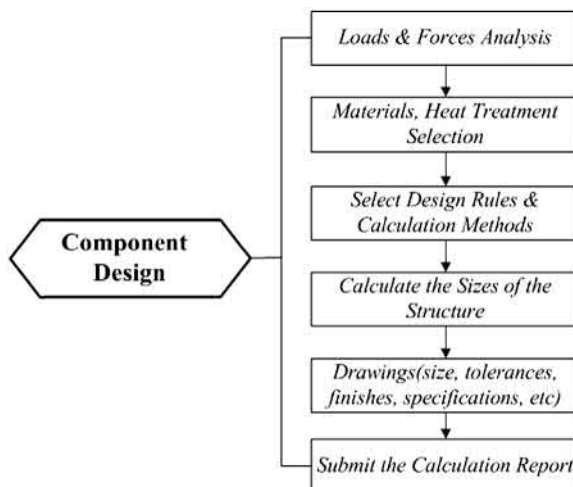 Component
Design
Loads & Forces Analysis
Materials, Heat Treatment
Selection
Select Design Rules &
Calculation Methods
Calculate the Sizes of the
Structure
Drawings(size, tolerances,
finishes, specifications, etc)
Submit the Calculation Report